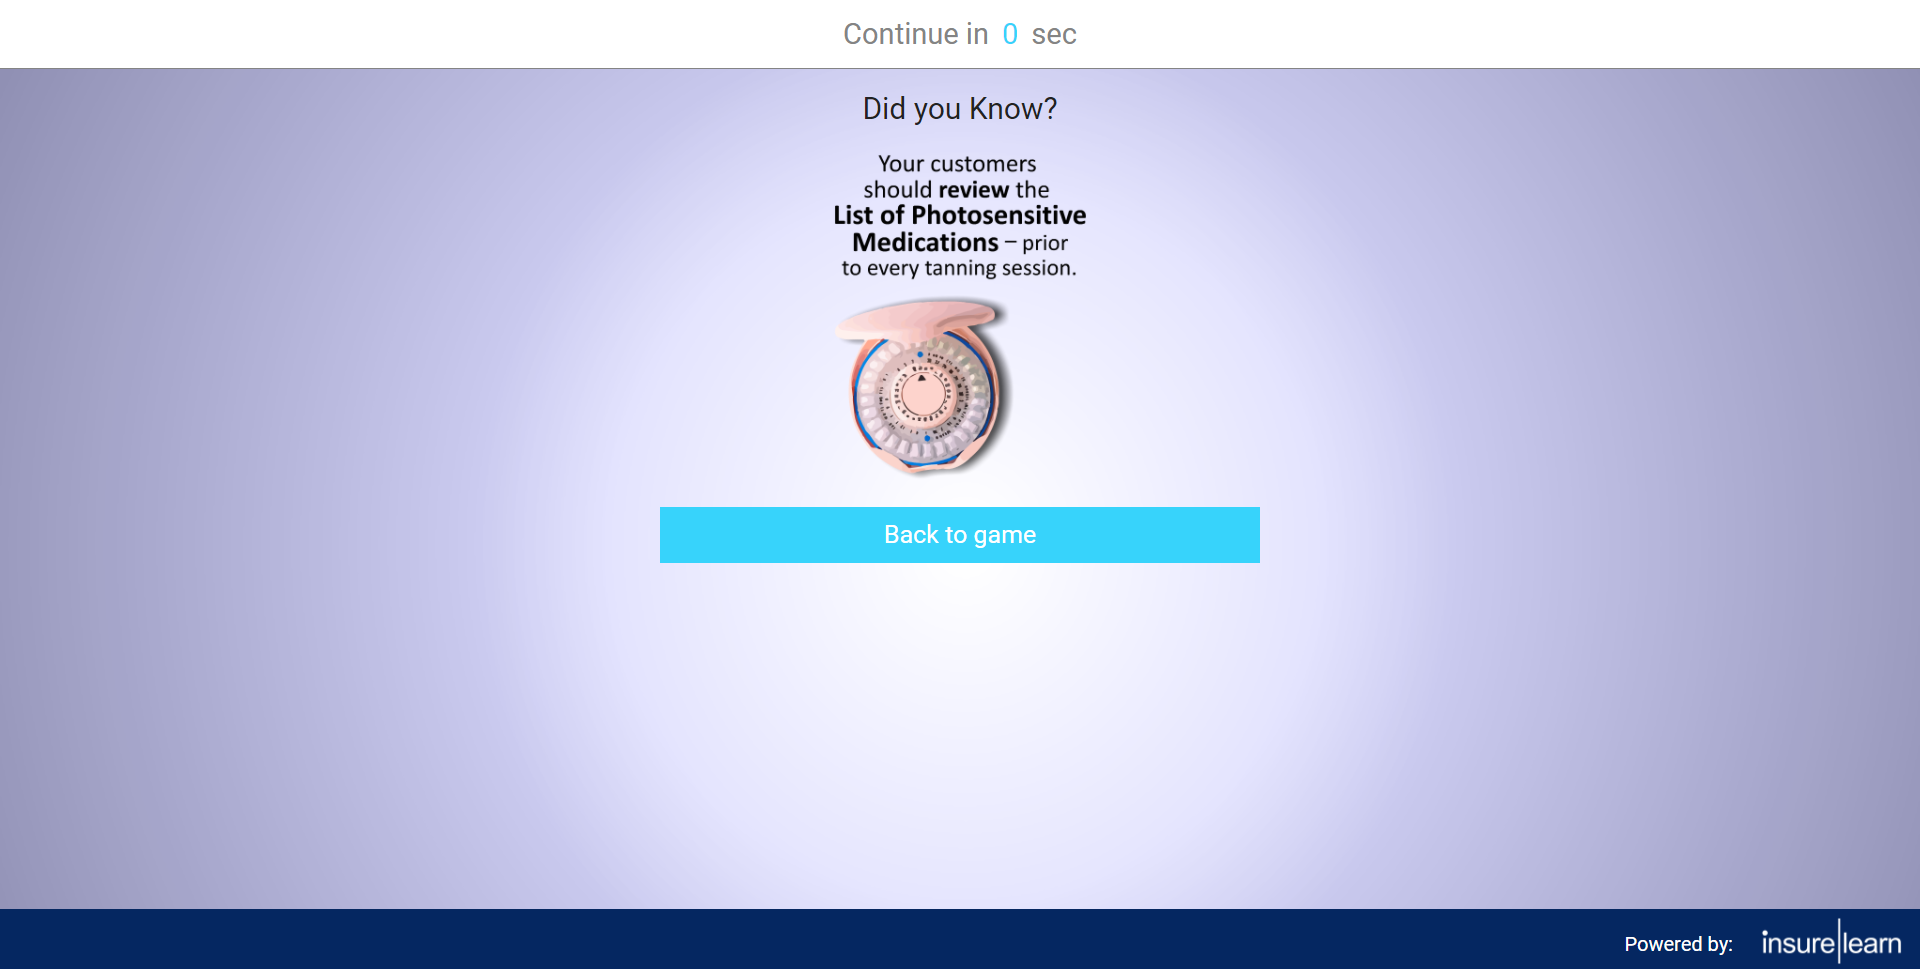 Continue in 0 sec
Did you Know?
Your customers
should review the
List of Photosensitive
Medications – prior
to every tanning session.
Back to game
Powered by: insure|learn